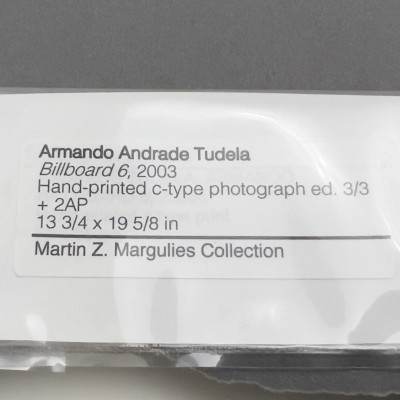 Armando Andrade Tudela
Billboard 6, 2003
Hand-printed c-type photograph ed. 3/3
+ 2AP
13 3/4 x 19 5/8 in
Martin Z. Margulies Collection